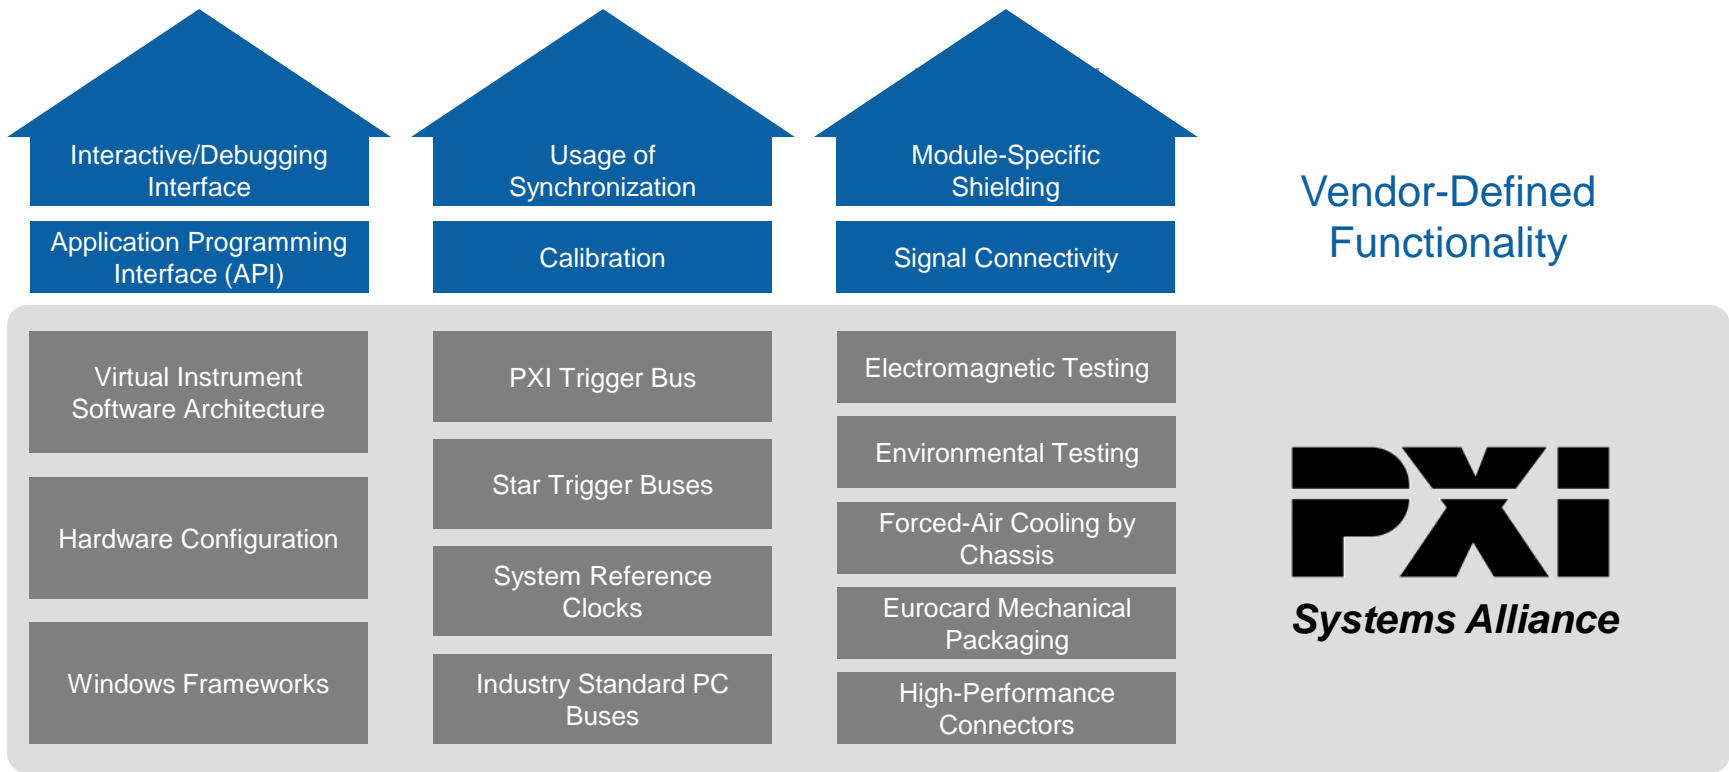 Interactive/Debugging
Interface
Application Programming
Interface (API)
Usage of
Synchronization
Calibration
Module-Specific
Shielding
Signal Connectivity
Vendor-Defined
Functionality
Virtual Instrument
Software Architecture
Hardware Configuration
Windows Frameworks
PXI Trigger Bus
Star Trigger Buses
System Reference
Clocks
Industry Standard PC
Buses
Electromagnetic Testing
Environmental Testing
Forced-Air Cooling by
Chassis
Eurocard Mechanical
Packaging
High-Performance
Connectors
PXI
Systems Alliance